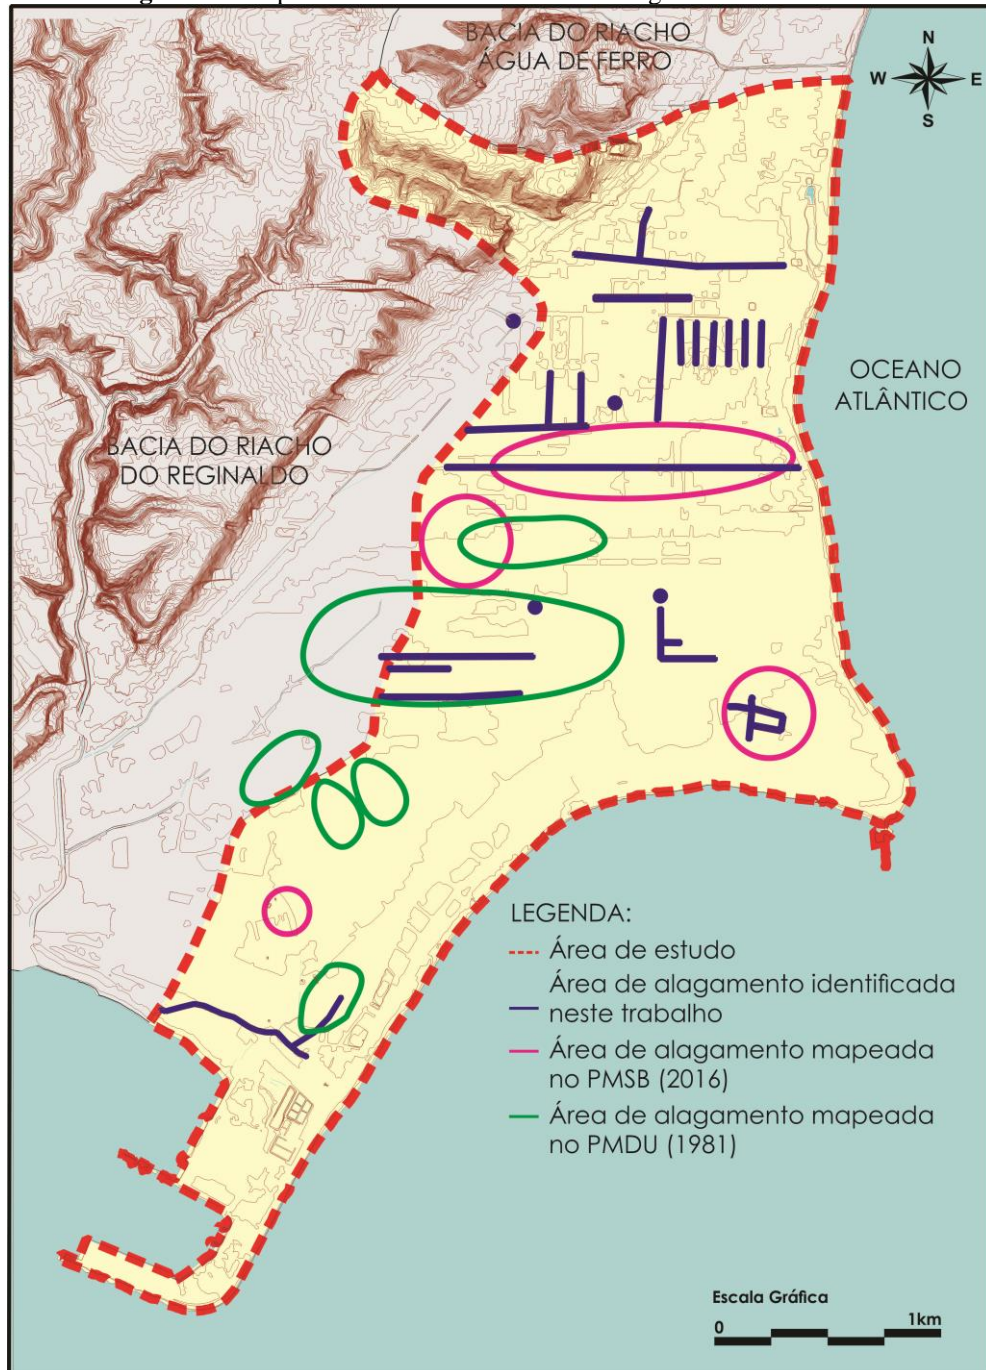 BACIA DO RIACHO
ÁGUA DE FERRO
N
W E
S
OCEANO
ATLÂNTICO
BACIA DO RIACHO
DO REGINALDO
LEGENDA:
Área de estudo
Área de alagamento identificada
neste trabalho
Área de alagamento mapeada
no PMSB (2016)
Área de alagamento mapeada
no PMDU (1981)
Escala Gráfica
0 1km